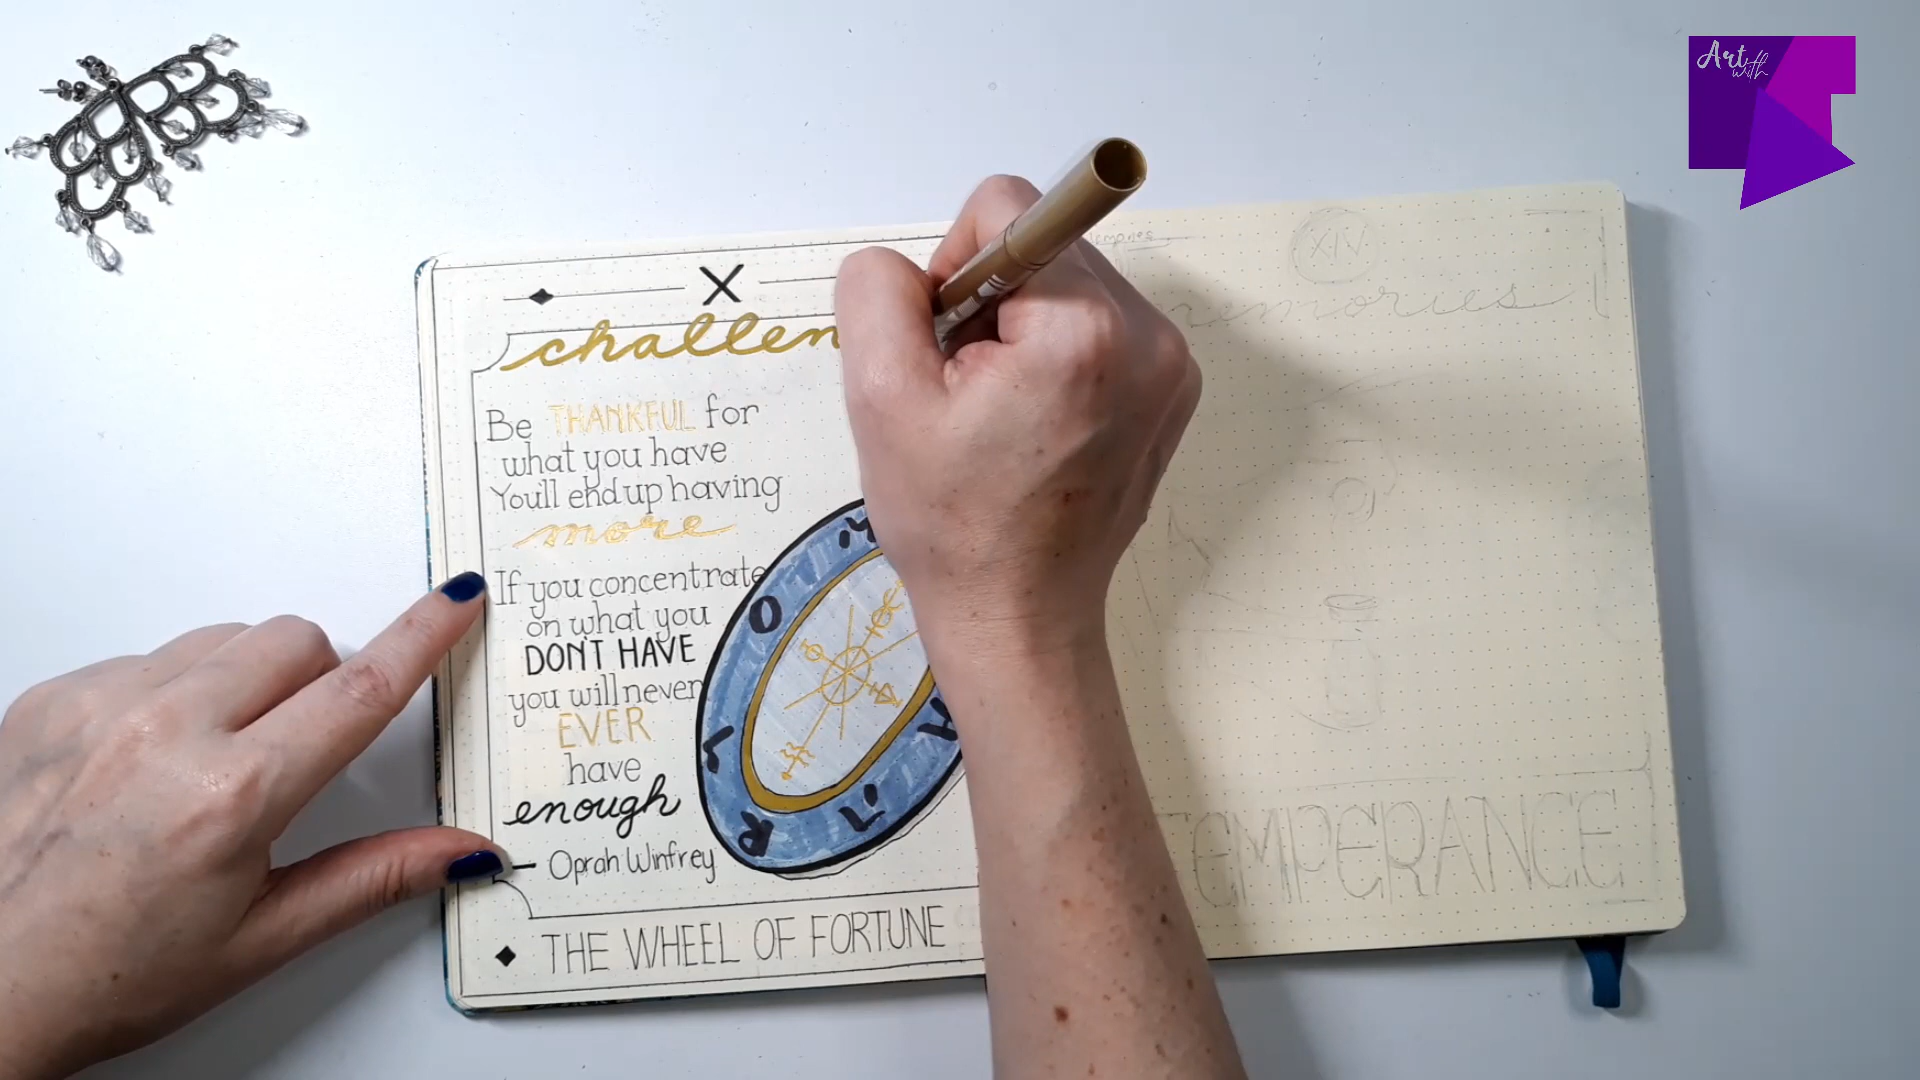 Art
with
X
challen
Be THANKFUL for
what you have
You'll end up having
more
If you concentrate
on what you
DON'T HAVE
you will never
EVER
have
enough
— Oprah Winfrey
THE WHEEL OF FORTUNE
XIV
memories
TEMPERANCE